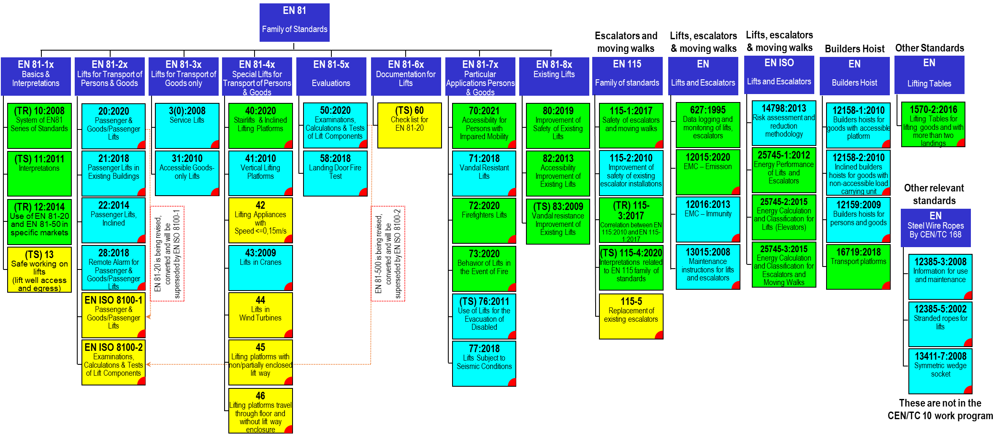 EN 81
Family of Standards
EN 81-1x
Basics &
Interpretations
(TR) 10:2008
System of EN81
Series of Standards
(TS) 11:2011
Interpretations
(TR) 12:2014
Use of EN 81-20
and EN 81-50 in
specific markets
(TS) 13
Safe working on
lifts
(lift well access
and egress)
EN 81-2x
Lifts for Transport of
Persons & Goods
20:2020
Passenger &
Goods/Passenger
Lifts
21:2018
Passenger Lifts in
Existing Buildings
22:2014
Passenger Lifts,
Inclined
28:2018
Remote Alarm for
Passenger &
Goods/Passenger
Lifts
EN ISO 8100-1
Passenger &
Goods/Passenger
Lifts
EN ISO 8100-2
Examinations,
Calculations & Tests
of Lift Components
EN 81-20 is being revised,
converted and will be
superseded by EN ISO 8100-1
EN 81-3x
Lifts for Transport of
Goods only
3(0):2008
Service Lifts
31:2010
Accessible Goods-
only Lifts
EN 81-4x
Special Lifts for
Transport of Persons
& Goods
40:2020
Stairlifts & Inclined
Lifting Platforms
41:2010
Vertical Lifting
Platforms
42
Lifting Appliances
with
Speed <=0,15m/s
43:2009
Lifts in Cranes
44
Lifts in
Wind Turbines
45
Lifting platforms with
non/partially enclosed
lift way
46
Lifting platforms travel
through floor and
without lift way
enclosure
EN 81-5x
Evaluations
50:2020
Examinations,
Calculations & Tests
of Lift Components
58:2018
Landing Door Fire
Test
EN 81-500 is being revised,
converted and will be
superseded by EN ISO 8100-2
EN 81-6x
Documentation for
Lifts
(TS) 60
Check list for
EN 81-20
EN 81-7x
Particular
Applications Persons
& Goods
70:2021
Accessibility for
Persons with
Impaired Mobility
71:2018
Vandal Resistant
Lifts
72:2020
Firefighters Lifts
73:2020
Behavior of Lifts in
the Event of Fire
(TS) 76:2011
Use of Lifts for the
Evacuation of
Disabled
77:2018
Lifts Subject to
Seismic Conditions
EN 81-8x
Existing Lifts
80:2019
Improvement of
Safety of Existing
Lifts
82:2013
Accessibility
Improvement of
Existing Lifts
(TS) 83:2009
Vandal resistance
Improvement of
Existing Lifts
Escalators and
moving walks
EN 115
Family of standards
115-1:2017
Safety of escalators
and moving walks
115-2:2010
Improvement of
safety of existing
escalator installations
(TR) 115-
3:2017
Correlation between EN
115:2010 and EN 115-
1:2017
(TS) 115-4:2020
Interpretations related
to EN 115 family of
standards
115-5
Replacement of
existing escalators
Lifts, escalators
& moving walks
EN
Lifts and Escalators
627:1995
Data logging and
monitoring of lifts,
escalators
12015:2020
EMC – Emission
12016:2013
EMC – Immunity
13015:2008
Maintenance
instructions for lifts
and escalators
Lifts, escalators
& moving walks
EN ISO
Lifts and Escalators
14798:2013
Risk assessment and
reduction
methodology
25745-1:2012
Energy Performance
of Lifts and
Escalators
25745-2:2015
Energy Calculation
and Classification for
Lifts (Elevators)
25745-3:2015
Energy Calculation
and Classification for
Escalators and
Moving Walks
Builders Hoist
EN
Builders Hoist
12158-1:2010
Builders hoists for
goods with accessible
platform
12158-2:2010
Inclined builders
hoists for goods with
non-accessible load
carrying unit
12159:2009
Builders hoists for
persons and goods
16719:2018
Transport platforms
Other Standards
EN
Lifting Tables
1570-2:2016
Lifting Tables for
lifting goods and with
more than two
landings
Other relevant
standards
EN
Steel Wire Ropes
By CEN/TC 168
12385-3:2008
Information for use
and maintenance
12385-5:2002
Stranded ropes for
lifts
13411-7:2008
Symmetric wedge
socket
These are not in the
CEN/TC 10 work program